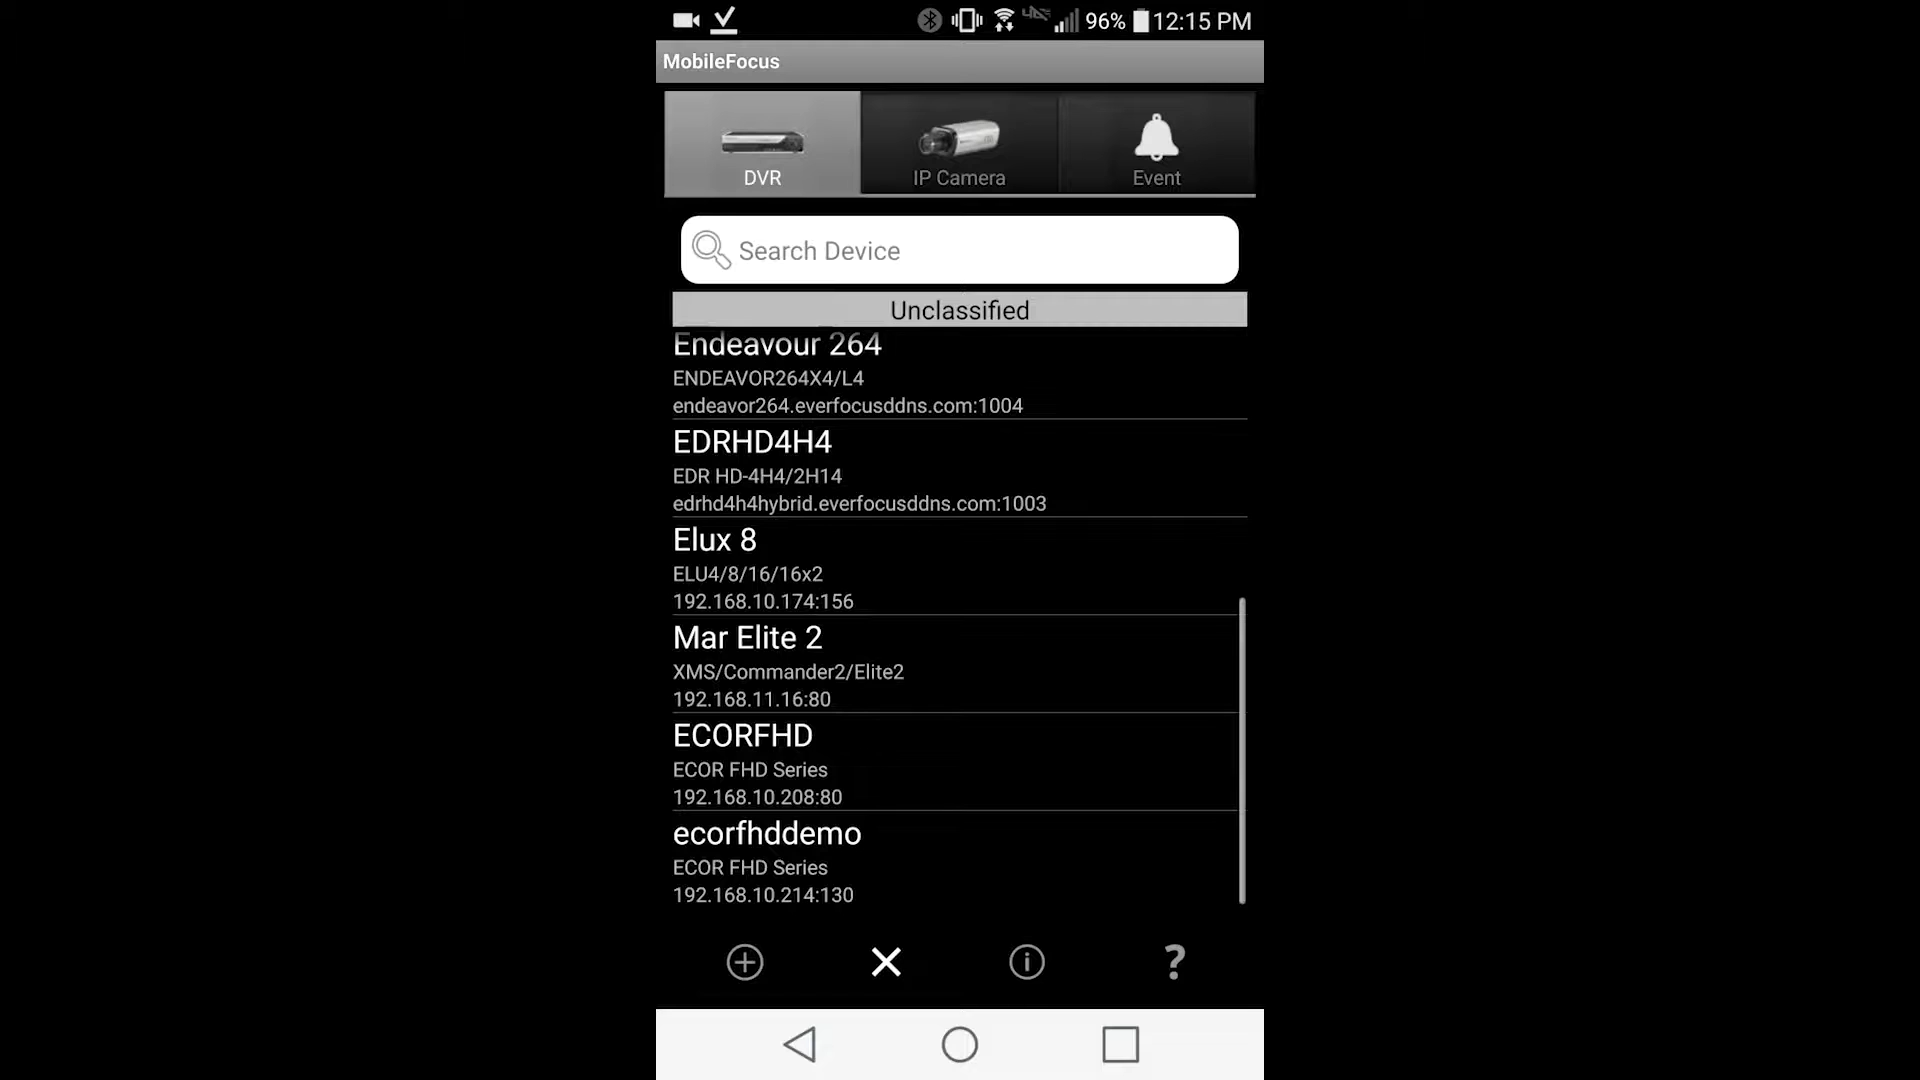 96% 12:15 PM
MobileFocus
DVR
IP Camera
Event
Search Device
Unclassified
Endeavour 264
ENDEAVOR264X4/L4
endeavor264.everfocusddns.com:1004
EDRHD4H4
EDR HD-4H4/2H14
edrhd4h4hybrid.everfocusddns.com:1003
Elux 8
ELU4/8/16/16x2
192.168.10.174:156
Mar Elite 2
XMS/Commander2/Elite2
192.168.11.16:80
ECORFHD
ECOR FHD Series
192.168.10.208:80
ecorfhddemo
ECOR FHD Series
192.168.10.214:130